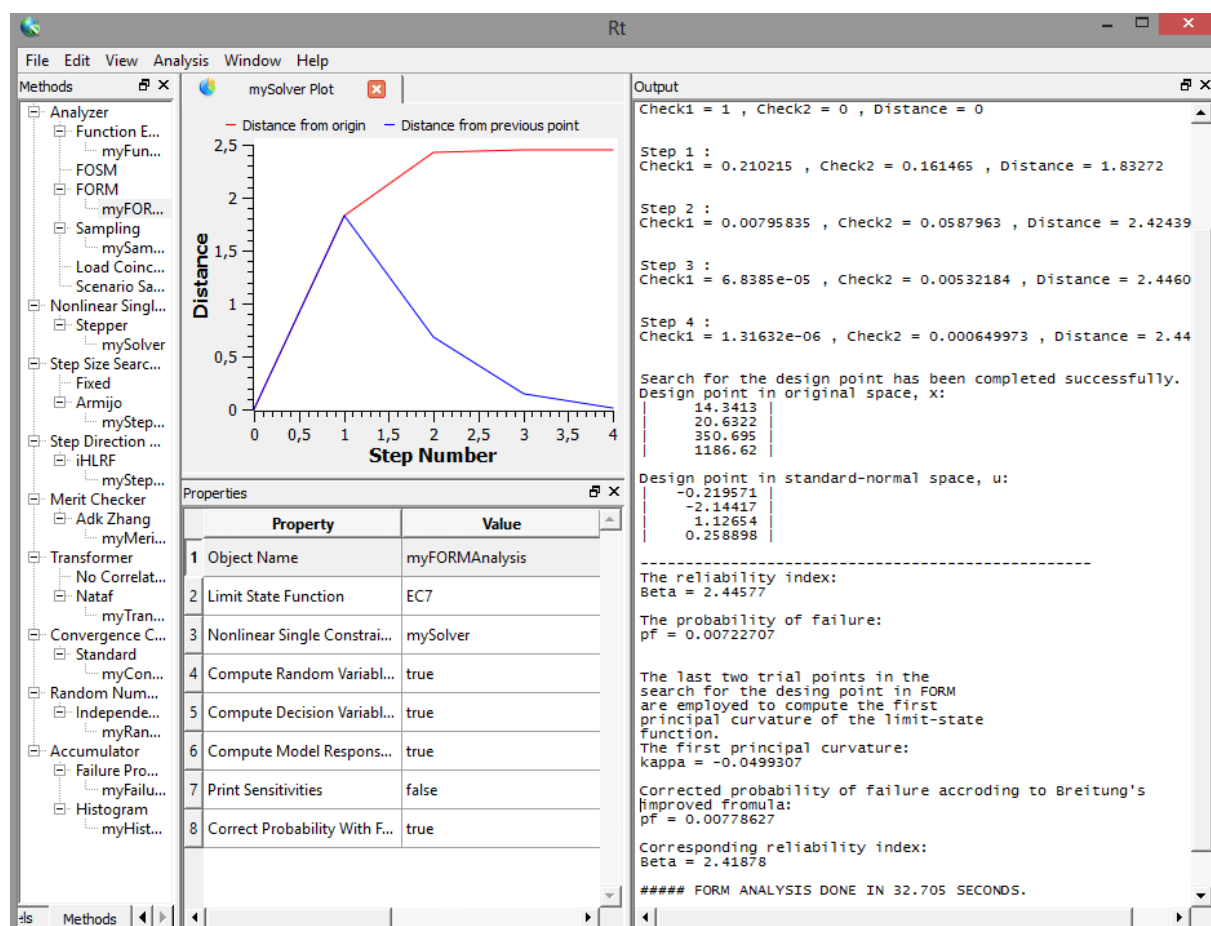 Rt
File Edit View Analysis Window Help
Methods
Analyzer
Function E...
myFun...
FOSM
FORM
myFOR...
Sampling
mySam...
Load Coinc...
Scenario Sa...
Nonlinear Singl...
Stepper
mySolver
Step Size Searc...
Fixed
Armijo
myStep...
Step Direction ...
iHLRF
myStep...
Merit Checker
Adk Zhang
myMeri...
Transformer
No Correlat...
Nataf
myTran...
Convergence C...
Standard
myCon...
Random Num...
Independe...
myRan...
Accumulator
Failure Pro...
myFailu...
Histogram
myHist...
els Methods
mySolver Plot
Distance from origin Distance from previous point
Distance
2,5
2
1,5
1
0,5
0
0 0,5 1 1,5 2 2,5 3 3,5 4
Step Number
Properties
Property Value
1 Object Name myFORMAnalysis
2 Limit State Function EC7
3 Nonlinear Single Constrai... mySolver
4 Compute Random Variabl... true
5 Compute Decision Variabl... true
6 Compute Model Respons... true
7 Print Sensitivities false
8 Correct Probability With F... true
Output
Check1 = 1 , Check2 = 0 , Distance = 0
Step 1 :
Check1 = 0.210215 , Check2 = 0.161465 , Distance = 1.83272
Step 2 :
Check1 = 0.00795835 , Check2 = 0.0587963 , Distance = 2.42439
Step 3 :
Check1 = 6.8385e-05 , Check2 = 0.00532184 , Distance = 2.4460
Step 4 :
Check1 = 1.31632e-06 , Check2 = 0.000649973 , Distance = 2.44
Search for the design point has been completed successfully.
Design point in original space, x:
| 14.3413 |
| 20.6322 |
| 350.695 |
| 1186.62 |
Design point in standard-normal space, u:
| -0.219571 |
| -2.14417 |
| 1.12654 |
| 0.258898 |
--------------------------------------------------
The reliability index:
Beta = 2.44577
The probability of failure:
pf = 0.00722707
The last two trial points in the
search for the desing point in FORM
are employed to compute the first
principal curvature of the limit-state
function.
The first principal curvature:
kappa = -0.0499307
Corrected probability of failure accroding to Breitung's
improved fromula:
pf = 0.00778627
Corresponding reliability index:
Beta = 2.41878
##### FORM ANALYSIS DONE IN 32.705 SECONDS.